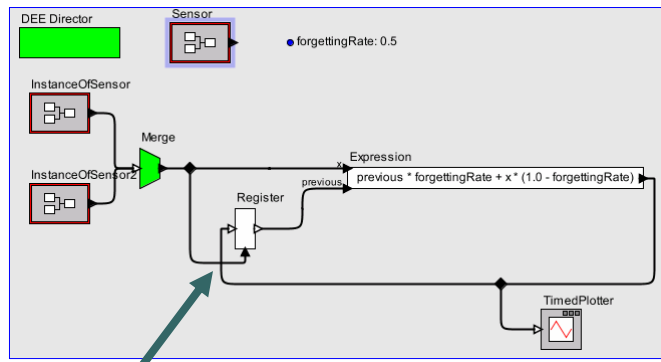 DEE Director
Sensor
forgettingRate: 0.5
InstanceOfSensor
Merge
InstanceOfSensor2
x
Expression
previous * forgettingRate + x * (1.0 - forgettingRate)
previous
Register
TimedPlotter